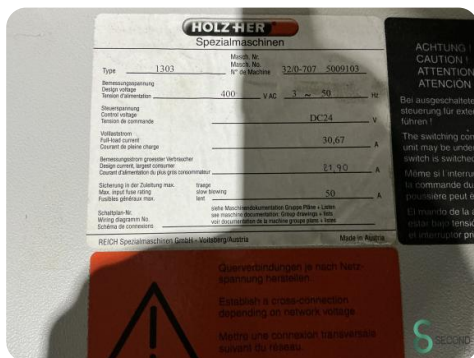 HOLZ-HER
Spezialmaschinen
Masch. Nr.
Masch. No.
Type 1303 N° de Machine 32/0-707 5009103
Bemessungsspannung
Design voltage
Tension d'alimentation 400 V AC 3 ~ 50 Hz
Steuerspannung
Control voltage
Tension de commande DC24 V
Volllaststrom
Full-load current
Courant de pleine charge 30,67 A
Bemessungsstrom groesster Verbraucher
Design current, largest consumer
Courant d'alimentation du plus gros consommateur 21,90 A
Sicherung in der Zuleitung max. traege
Max. input fuse rating slow blowing
Fusibles généraux max. lent 50 A
Schaltplan-Nr. siehe Maschinendokumentation Gruppe Pläne + Listen
Wiring diagramm No. see machine documentation Group drawings + lists
Schéma de connexions voir documentation de la machine groupe plans + listes
REICH Spezialmaschinen GmbH - Voitsberg/Austria Made in Austria
ACHTUNG !
CAUTION !
ATTENTION
ATENCIÓN
Bei ausgeschaltete
steuerung für exter
führen !
The switching con
unit may be under
switch is switched
Même si l'interru
la commande du
poussière peut ê
El mando de la a
estar bajo tensió
el interruptor pr
Querverbindungen je nach Netz-
spannung herstellen.
Establish a cross-connection
depending on network voltage.
Mettre une connexion transversale
suivant du réseau.
SECOND